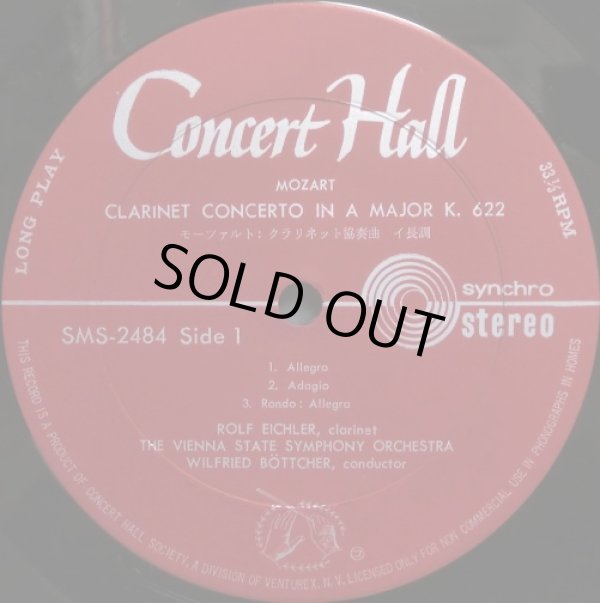 Concert Hall
LONG PLAY
33⅓ RPM
MOZART
CLARINET CONCERTO IN A MAJOR K. 622
モーツァルト: クラリネット協奏曲 イ長調
SOLD OUT
synchro
stereo
SMS-2484 Side 1
1. Allegro
2. Adagio
3. Rondo: Allegro
ROLF EICHLER, clarinet
THE VIENNA STATE SYMPHONY ORCHESTRA
WILFRIED BÖTTCHER, conductor
THIS RECORD IS A PRODUCT OF CONCERT HALL SOCIETY, A DIVISION OF VENTUREX, N.V. LICENSED ONLY FOR NON COMMERCIAL USE IN PHONOGRAPHS IN HOMES